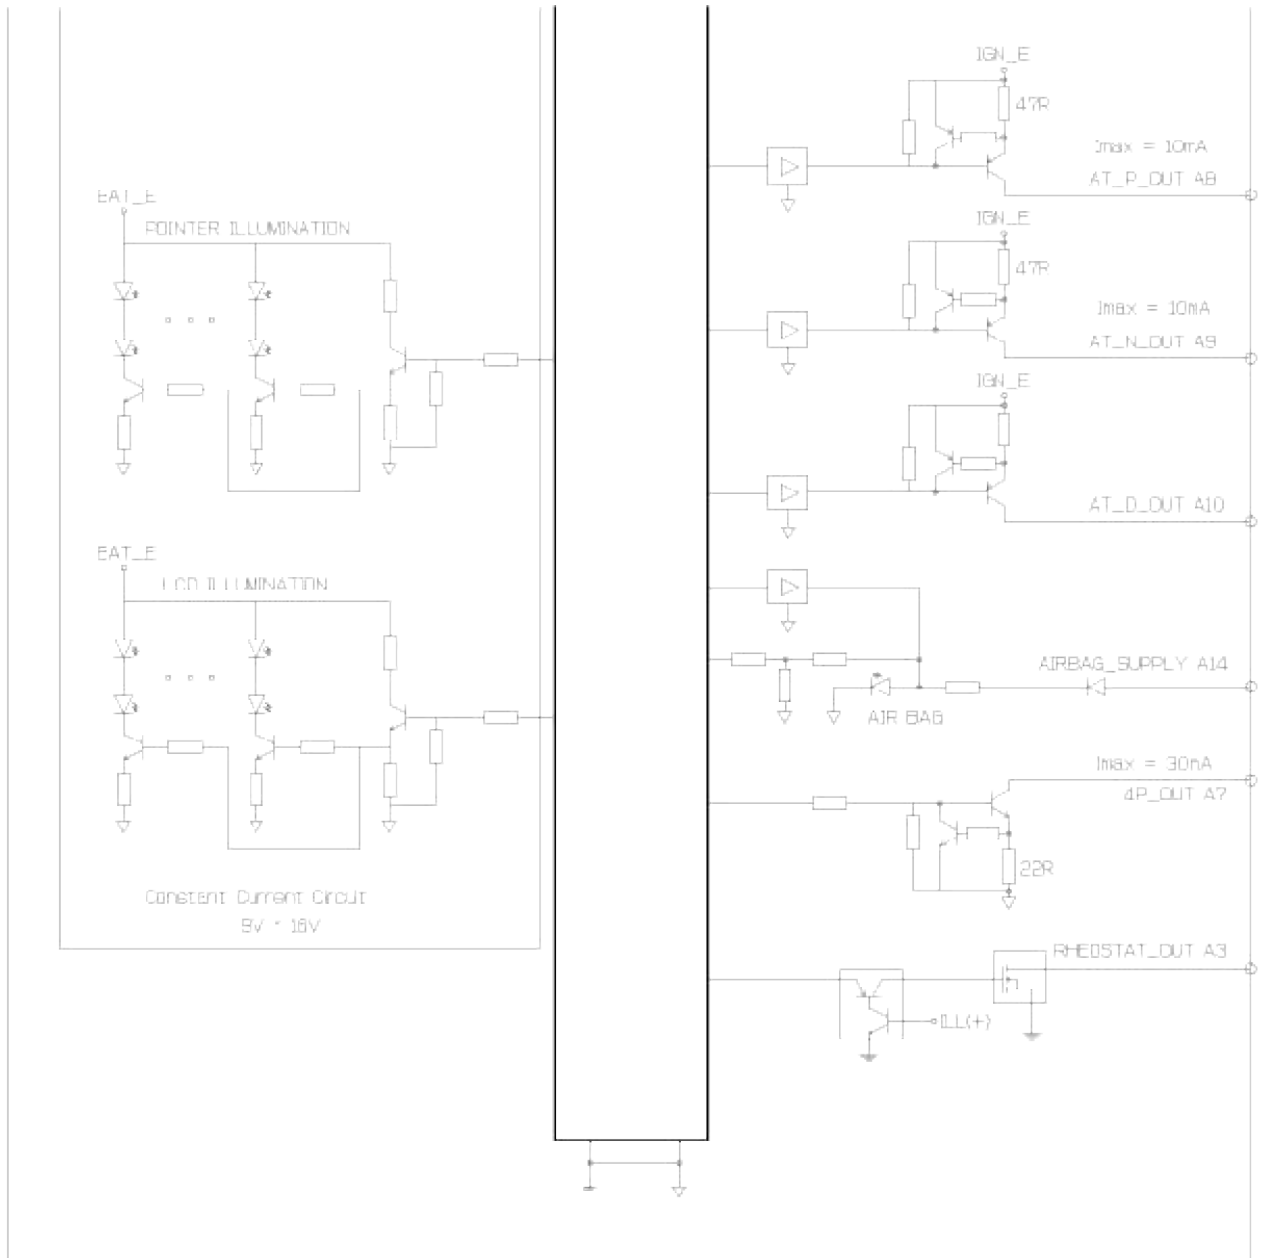 IGN_E
47R
Imax = 10mA
AT_P_OUT A8
BAT_E
POINTER ILLUMINATION
IGN_E
47R
Imax = 10mA
AT_N_OUT A9
IGN_E
AT_D_OUT A10
BAT_E
LCD ILLUMINATION
AIRBAG_SUPPLY A14
AIR BAG
Imax = 30mA
4P_OUT A7
22R
Constant Current Circuit
9V ~ 16V
RHEOSTAT_OUT A3
ILL(+)